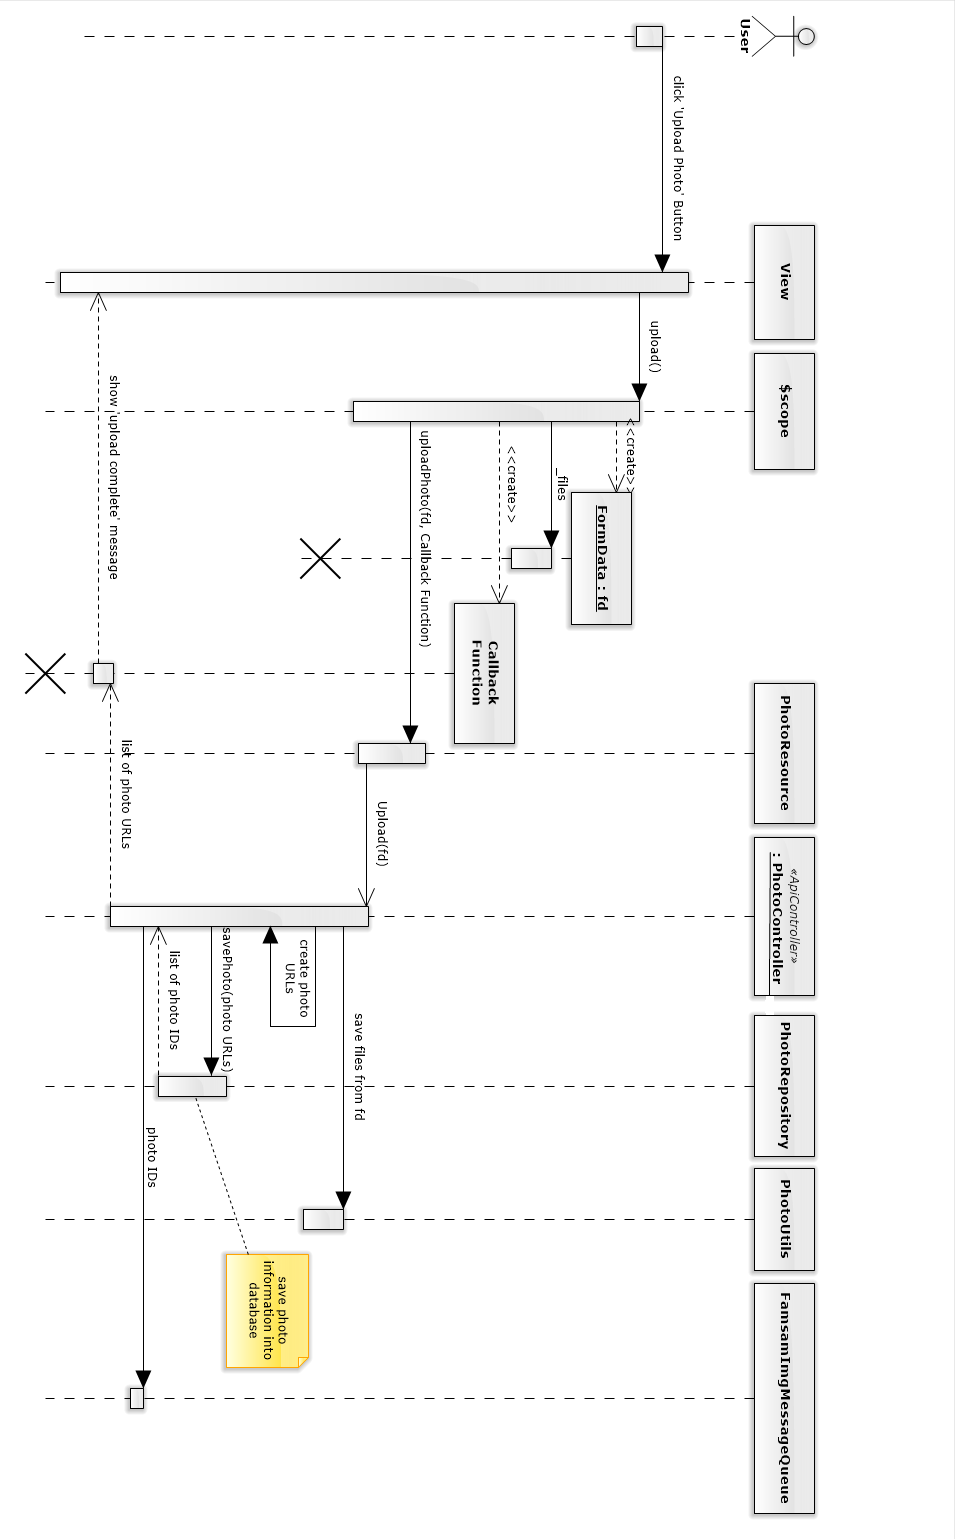 User
View
$scope
PhotoResource
«ApiController»
: PhotoController
PhotoRepository
PhotoUtils
FamsamImgMessageQueue
click 'Upload Photo' Button
upload()
<<create>>
FormData : fd
_files
<<create>>
Callback
Function
uploadPhoto(fd, Callback Function)
Upload(fd)
save files from fd
create photo
URLs
savePhoto(photo URLs)
save photo
information into
database
list of photo IDs
photo IDs
list of photo URLs
show 'upload complete' message